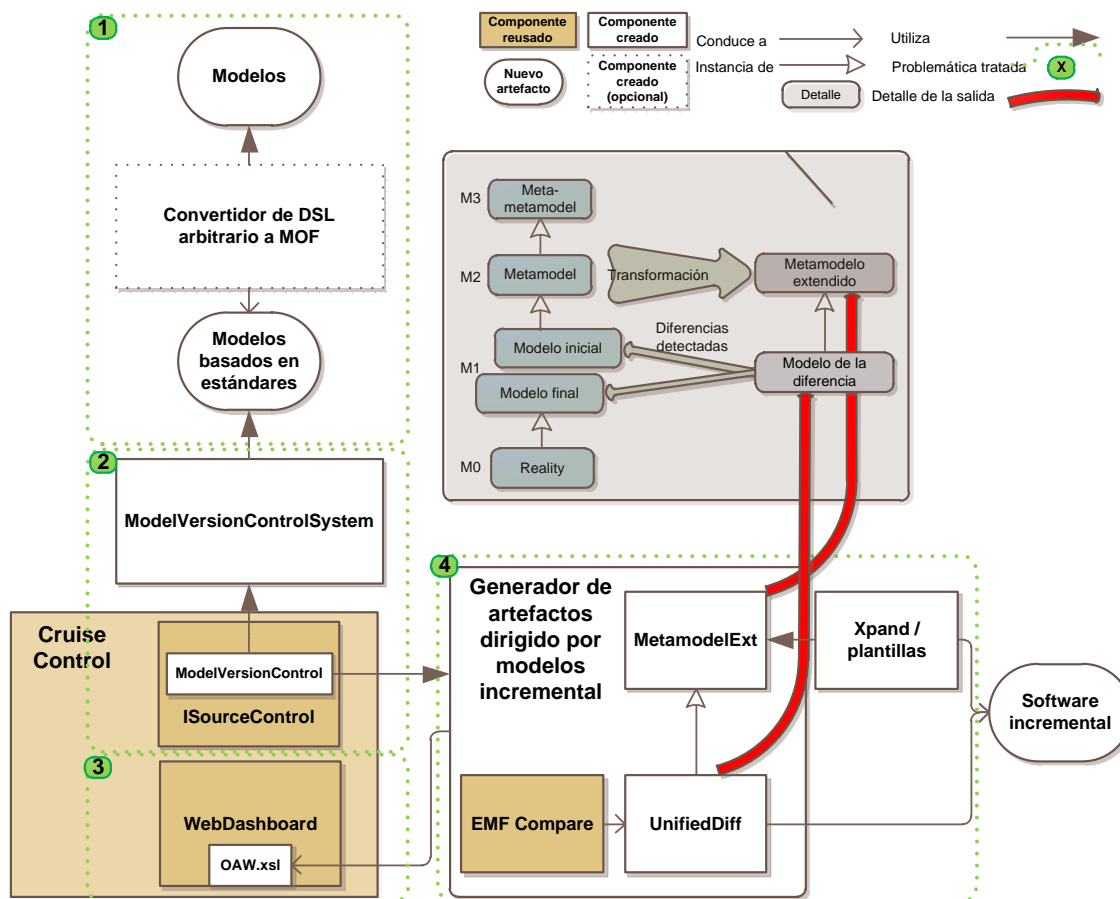 1
Modelos
Convertidor de DSL
arbitrario a MOF
Modelos
basados en
estándares
Componente
reusado
Componente
creado
Conduce a
Utiliza
Nuevo
artefacto
Componente
creado
(opcional)
Instancia de
Problemática tratada
X
Detalle
Detalle de la salida
M3
Meta-
metamodel
M2
Metamodel
Transformación
Metamodelo
extendido
Diferencias
detectadas
M1
Modelo inicial
Modelo final
Modelo de la
diferencia
M0
Reality
2
ModelVersionControlSystem
Cruise
Control
ModelVersionControl
ISourceControl
3
WebDashboard
OAW.xsl
4
Generador de
artefactos
dirigido por
modelos
incremental
MetamodelExt
Xpand /
plantillas
EMF Compare
UnifiedDiff
Software
incremental